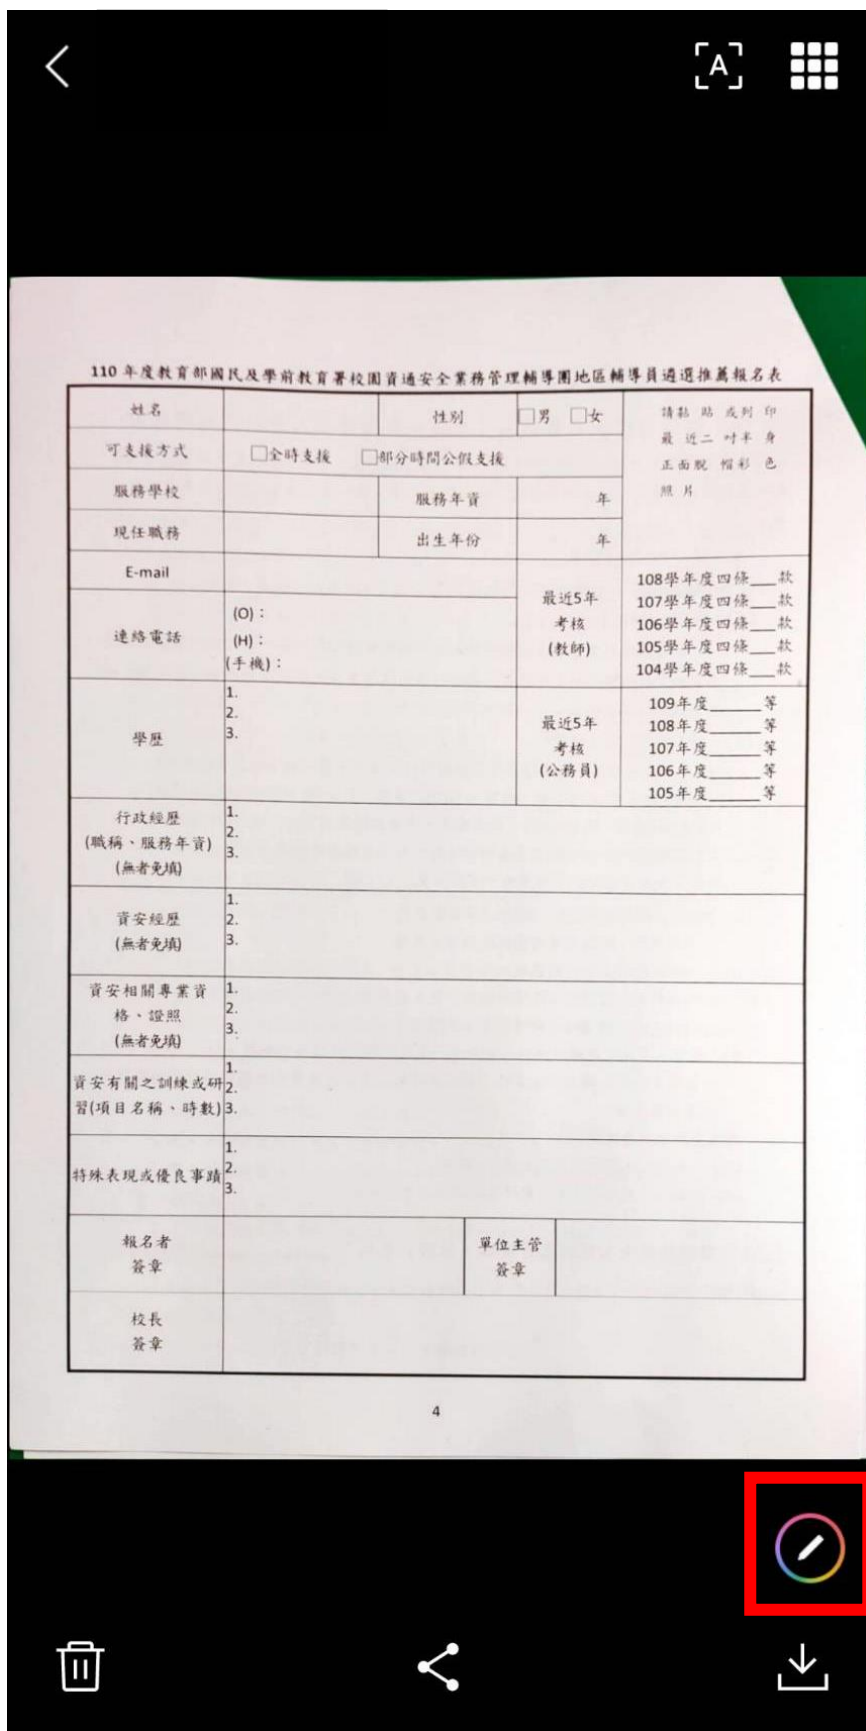 A
110 年度教育部國民及學前教育署校園資通安全業務管理輔導團地區輔導員遴選推薦報名表
姓名 性別 □男 □女
請黏 貼 或列 印
最 近二 吋半 身
正面脫 帽彩 色
照 片
可支援方式 □全時支援 □部分時間公假支援
服務學校 服務年資 年
現任職務 出生年份 年
E-mail
連絡電話
(O)：
(H)：
(手機)：
最近5年
考核
(教師)
108學年度四條___款
107學年度四條___款
106學年度四條___款
105學年度四條___款
104學年度四條___款
學歷
1.
2.
3.
最近5年
考核
(公務員)
109年度______等
108年度______等
107年度______等
106年度______等
105年度______等
行政經歷
(職稱、服務年資)
(無者免填)
1.
2.
3.
資安經歷
(無者免填)
1.
2.
3.
資安相關專業資
格、證照
(無者免填)
1.
2.
3.
資安有關之訓練或研
習(項目名稱、時數)
1.
2.
3.
特殊表現或優良事蹟
1.
2.
3.
報名者
簽章
單位主管
簽章
校長
簽章
4